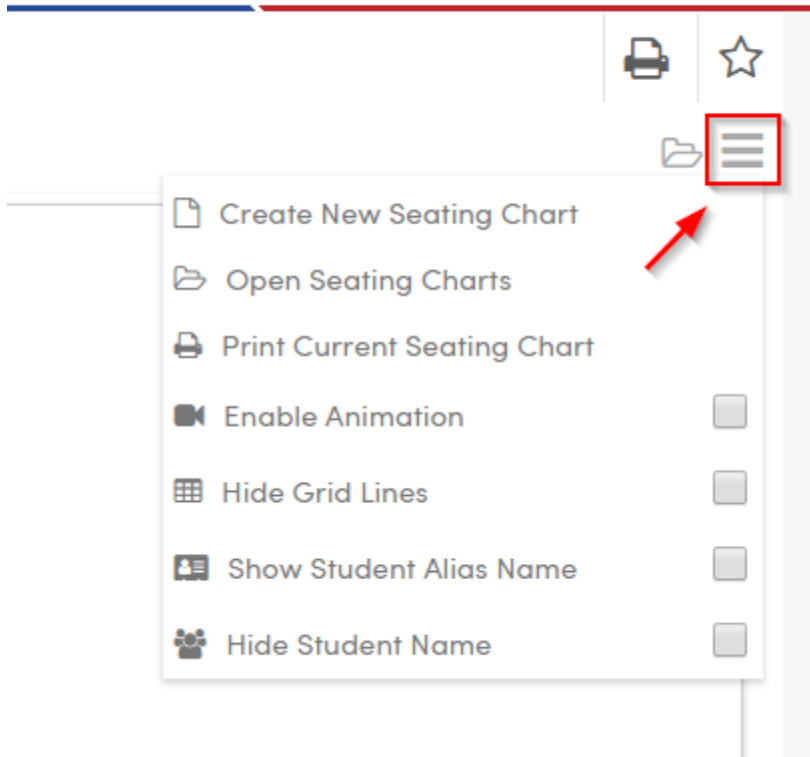 Create New Seating Chart
Open Seating Charts
Print Current Seating Chart
Enable Animation
Hide Grid Lines
Show Student Alias Name
Hide Student Name